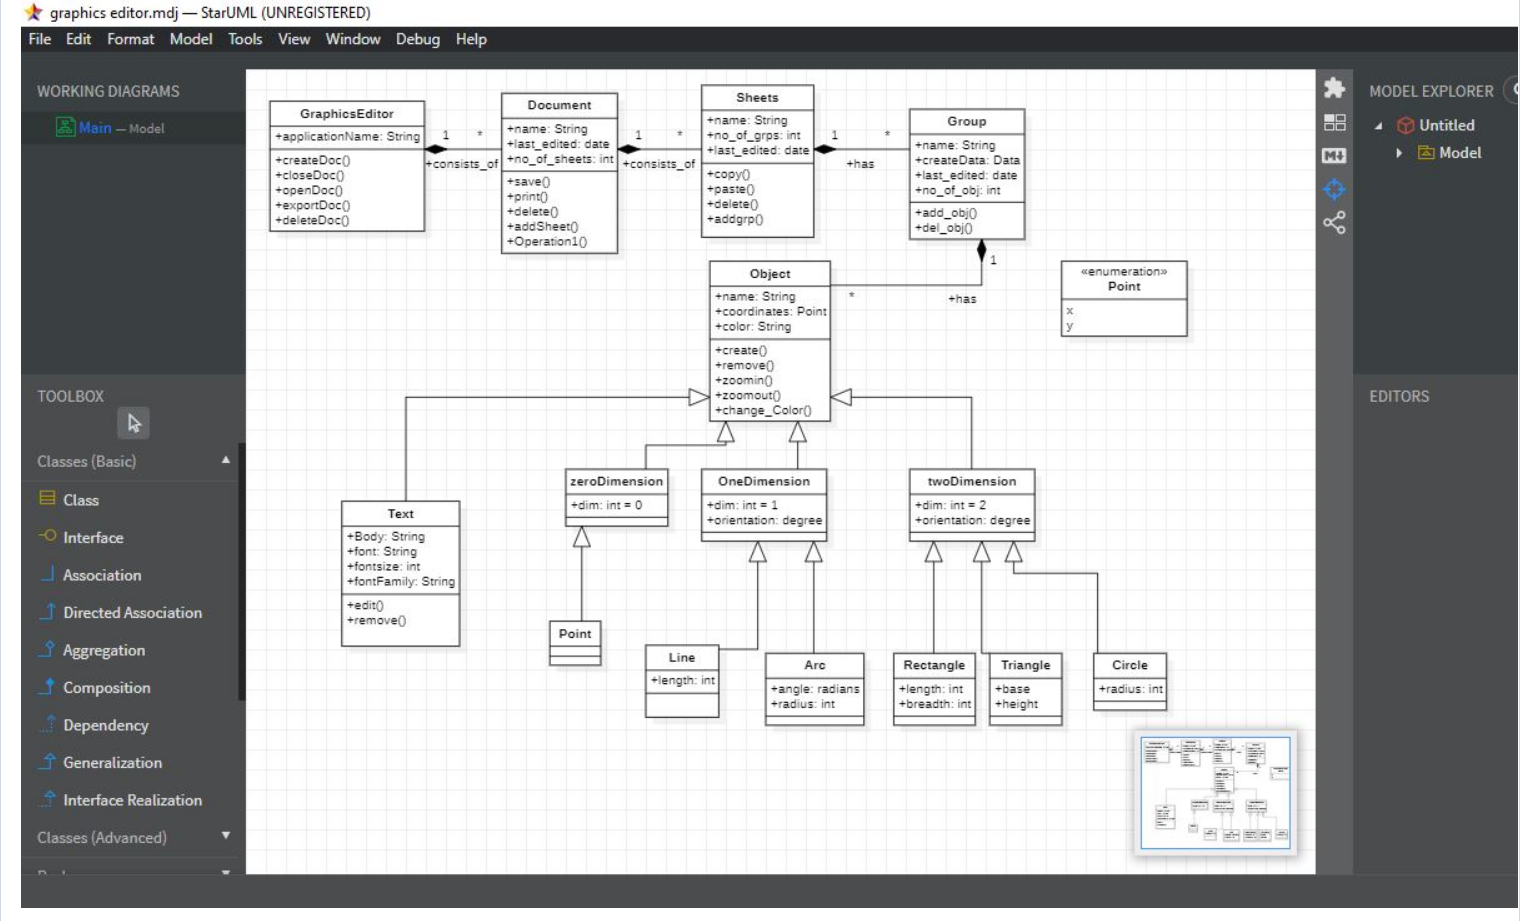 graphics editor.mdj — StarUML (UNREGISTERED)
File Edit Format Model Tools View Window Debug Help
WORKING DIAGRAMS
Main — Model
TOOLBOX
Classes (Basic)
Class
Interface
Association
Directed Association
Aggregation
Composition
Dependency
Generalization
Interface Realization
Classes (Advanced)
GraphicsEditor
+applicationName: String
+createDoc()
+closeDoc()
+openDoc()
+exportDoc()
+deleteDoc()
1
*
+consists_of
Document
+name: String
+last_edited: date
+no_of_sheets: int
+save()
+print()
+delete()
+addSheet()
+Operation1()
1
*
+consists_of
Sheets
+name: String
+no_of_grps: int
+last_edited: date
+copy()
+paste()
+delete()
+addgrp()
1
*
+has
Group
+name: String
+createData: Data
+last_edited: date
+no_of_obj: int
+add_obj()
+del_obj()
1
*
+has
Object
+name: String
+coordinates: Point
+color: String
+create()
+remove()
+zoomin()
+zoomout()
+change_Color()
«enumeration»
Point
x
y
Text
+Body: String
+font: String
+fontsize: int
+fontFamily: String
+edit()
+remove()
zeroDimension
+dim: int = 0
OneDimension
+dim: int = 1
+orientation: degree
twoDimension
+dim: int = 2
+orientation: degree
Point
Line
+length: int
Arc
+angle: radians
+radius: int
Rectangle
+length: int
+breadth: int
Triangle
+base
+height
Circle
+radius: int
M
MODEL EXPLORER
Untitled
Model
EDITORS